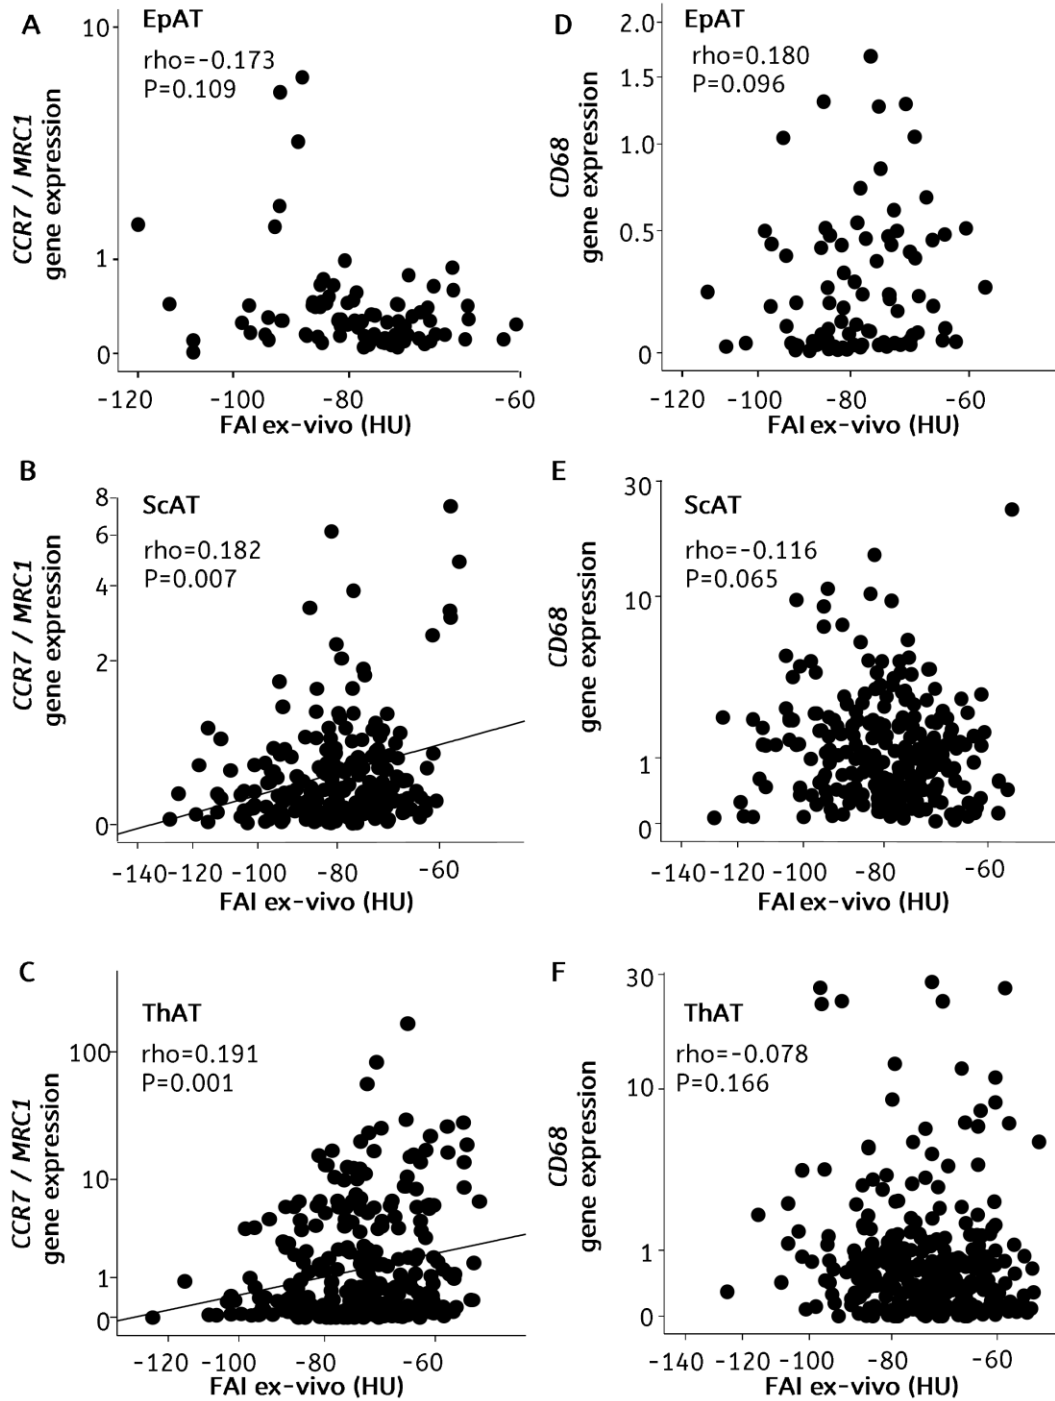 A
EpAT
rho=-0.173
P=0.109
CCR7 / MRC1
gene expression
10
1
0
-120 -100 -80 -60
FAI ex-vivo (HU)
D
EpAT
rho=0.180
P=0.096
CD68
gene expression
2.0
1.5
1.0
0.5
0
-120 -100 -80 -60
FAI ex-vivo (HU)
B
ScAT
rho=0.182
P=0.007
CCR7 / MRC1
gene expression
8
6
4
2
0
-140 -120 -100 -80 -60
FAI ex-vivo (HU)
E
ScAT
rho=-0.116
P=0.065
CD68
gene expression
30
10
1
0
-140 -120 -100 -80 -60
FAI ex-vivo (HU)
C
ThAT
rho=0.191
P=0.001
CCR7 / MRC1
gene expression
100
10
1
0
-120 -100 -80 -60
FAI ex-vivo (HU)
F
ThAT
rho=-0.078
P=0.166
CD68
gene expression
30
10
1
0
-140 -120 -100 -80 -60
FAI ex-vivo (HU)